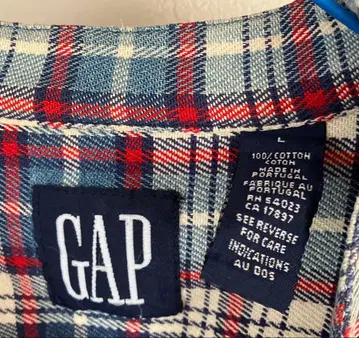 GAP
L
100% COTTON
COTON
MADE IN
PORTUGAL
FABRIQUE AU
PORTUGAL
RN 54023
CA 17897
SEE REVERSE
FOR CARE
INDICATIONS
AU DOS